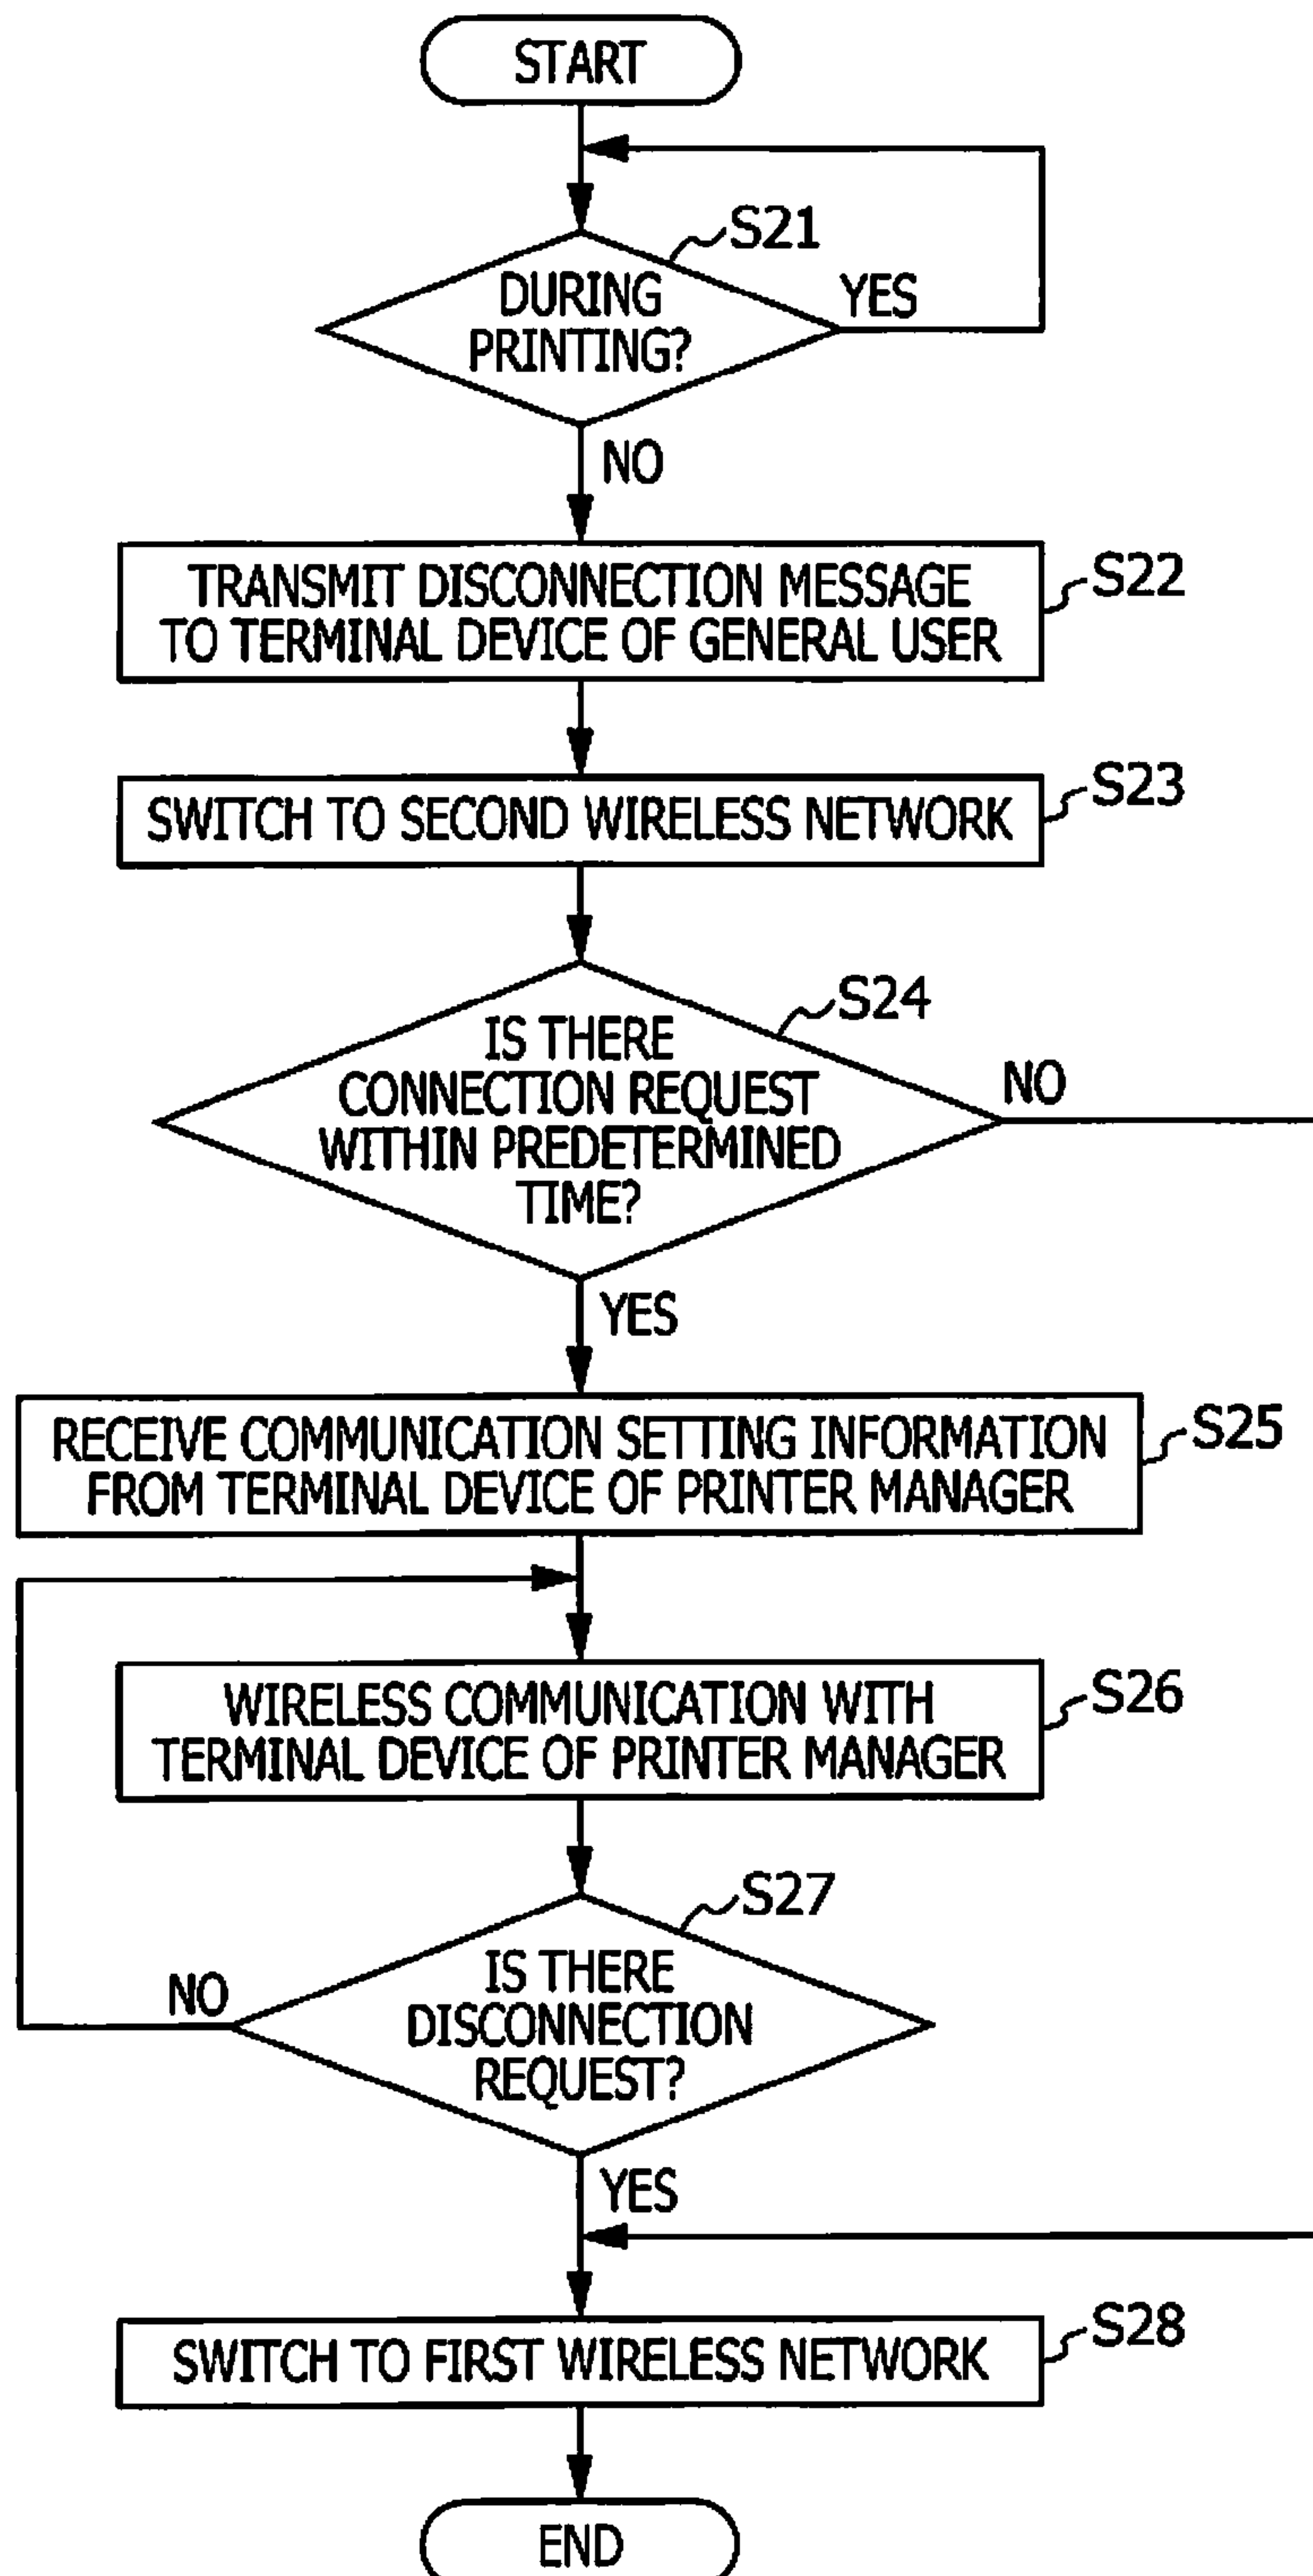 START
S21
DURING
PRINTING?
YES
NO
TRANSMIT DISCONNECTION MESSAGE
TO TERMINAL DEVICE OF GENERAL USER
S22
SWITCH TO SECOND WIRELESS NETWORK
S23
S24
IS THERE
CONNECTION REQUEST
WITHIN PREDETERMINED
TIME?
NO
YES
RECEIVE COMMUNICATION SETTING INFORMATION
FROM TERMINAL DEVICE OF PRINTER MANAGER
S25
WIRELESS COMMUNICATION WITH
TERMINAL DEVICE OF PRINTER MANAGER
S26
S27
IS THERE
DISCONNECTION
REQUEST?
NO
YES
SWITCH TO FIRST WIRELESS NETWORK
S28
END